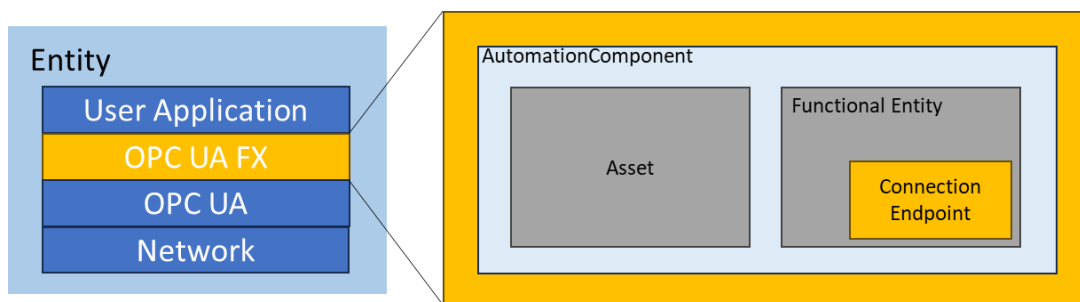 Entity
User Application
OPC UA FX
OPC UA
Network
AutomationComponent
Asset
Functional Entity
Connection
Endpoint